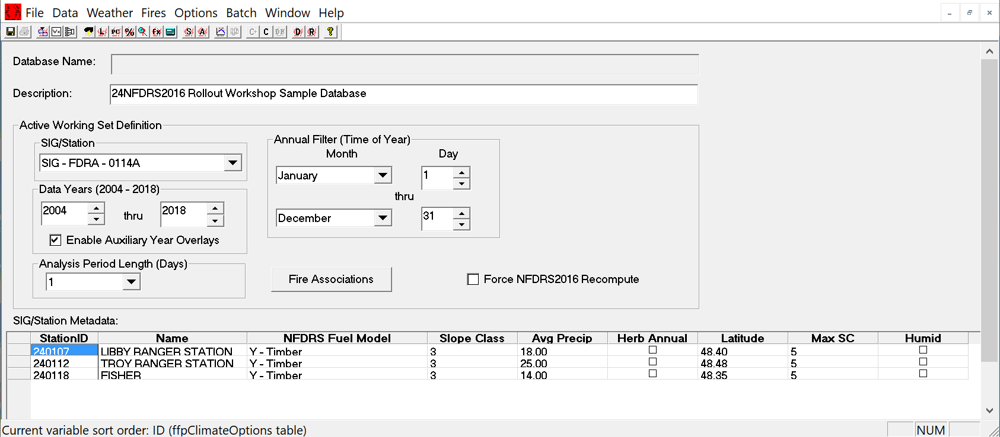 File Data Weather Fires Options Batch Window Help
Wx L PC % fx S A C+ C DP D R ?
Database Name:
Description: 24NFDRS2016 Rollout Workshop Sample Database
Active Working Set Definition
SIG/Station
SIG - FDRA - 0114A
Data Years (2004 - 2018)
2004 thru 2018
Enable Auxiliary Year Overlays
Analysis Period Length (Days)
1
Annual Filter (Time of Year)
Month Day
January 1
thru
December 31
Fire Associations
Force NFDRS2016 Recompute
SIG/Station Metadata:
StationID Name NFDRS Fuel Model Slope Class Avg Precip Herb Annual Latitude Max SC Humid
240107 LIBBY RANGER STATION Y - Timber 3 18.00 48.40 5
240112 TROY RANGER STATION Y - Timber 3 25.00 48.48 5
240118 FISHER Y - Timber 3 14.00 48.35 5
Current variable sort order: ID (ffpClimateOptions table) NUM